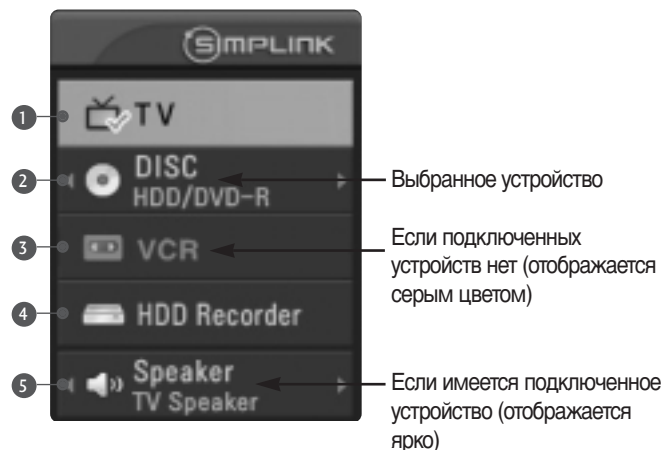 SIMPLINK
1 TV
2 DISC
HDD/DVD-R
Выбранное устройство
3 VCR
Если подключенных
устройств нет (отображается
серым цветом)
4 HDD Recorder
5 Speaker
TV Speaker
Если имеется подключенное
устройство (отображается
ярко)